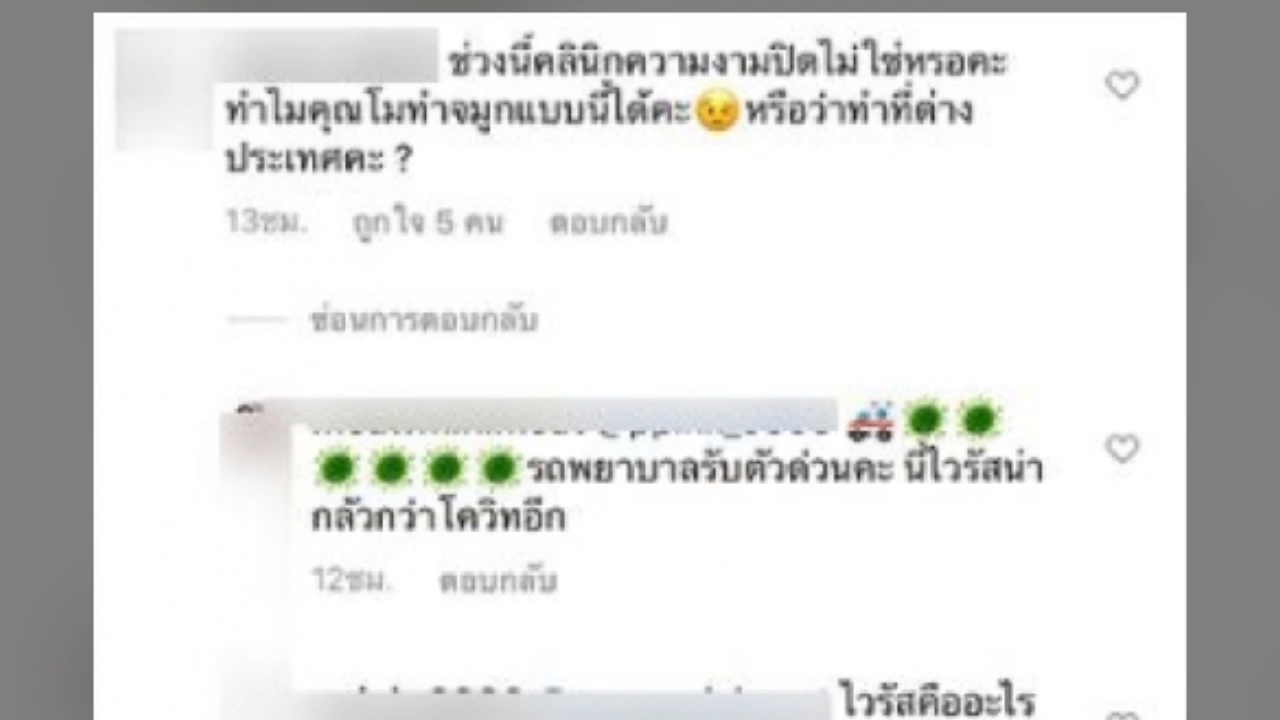 ช่วงนี้คลินิกความงามปิดไม่ใช่หรอคะ
ทำไมคุณโมทำจมูกแบบนี้ได้คะ😟หรือว่าทำที่ต่าง
ประเทศคะ ?
13ชม. ถูกใจ 5 คน ตอบกลับ
ซ่อนการตอบกลับ
🚑🦠🦠
🦠🦠🦠🦠รถพยาบาลรับตัวด่วนคะ นี่ไวรัสน่า
กลัวกว่าโควิทอีก
12ชม. ตอบกลับ
ไวรัสคืออะไร